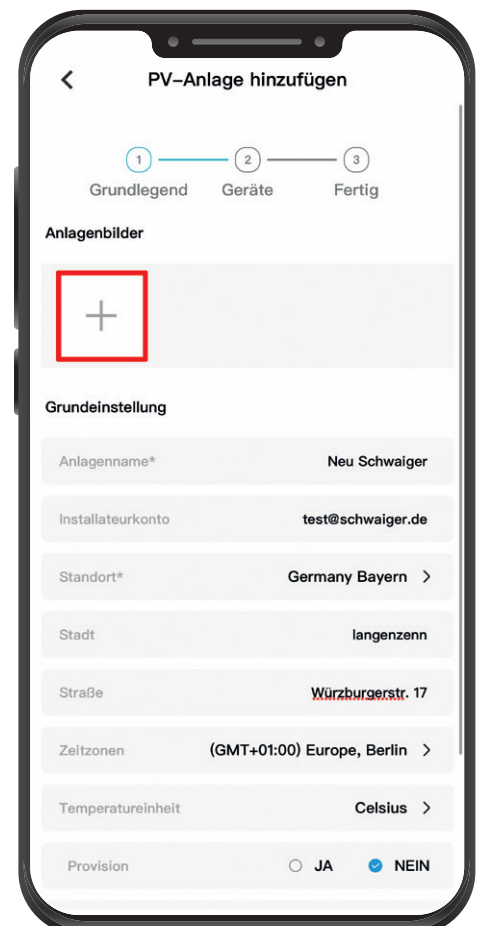 PV–Anlage hinzufügen
1 2 3
Grundlegend Geräte Fertig
Anlagenbilder
Grundeinstellung
Anlagenname* Neu Schwaiger
Installateurkonto test@schwaiger.de
Standort* Germany Bayern
Stadt langenzenn
Straße Würzburgerstr. 17
Zeitzonen (GMT+01:00) Europe, Berlin
Temperatureinheit Celsius
Provision JA NEIN